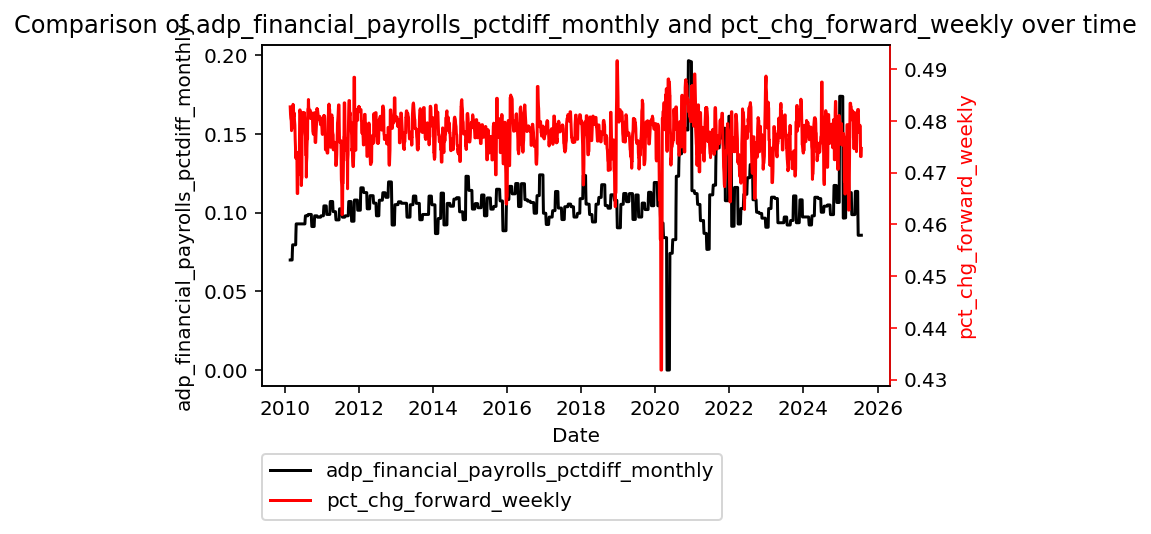 Comparison of adp_financial_payrolls_pctdiff_monthly and pct_chg_forward_weekly over time
adp_financial_payrolls_pctdiff_monthly
0.20
0.15
0.10
0.05
0.00
0.49
0.48
0.47
0.46
0.45
0.44
0.43
pct_chg_forward_weekly
2010 2012 2014 2016 2018 2020 2022 2024 2026
Date
adp_financial_payrolls_pctdiff_monthly
pct_chg_forward_weekly